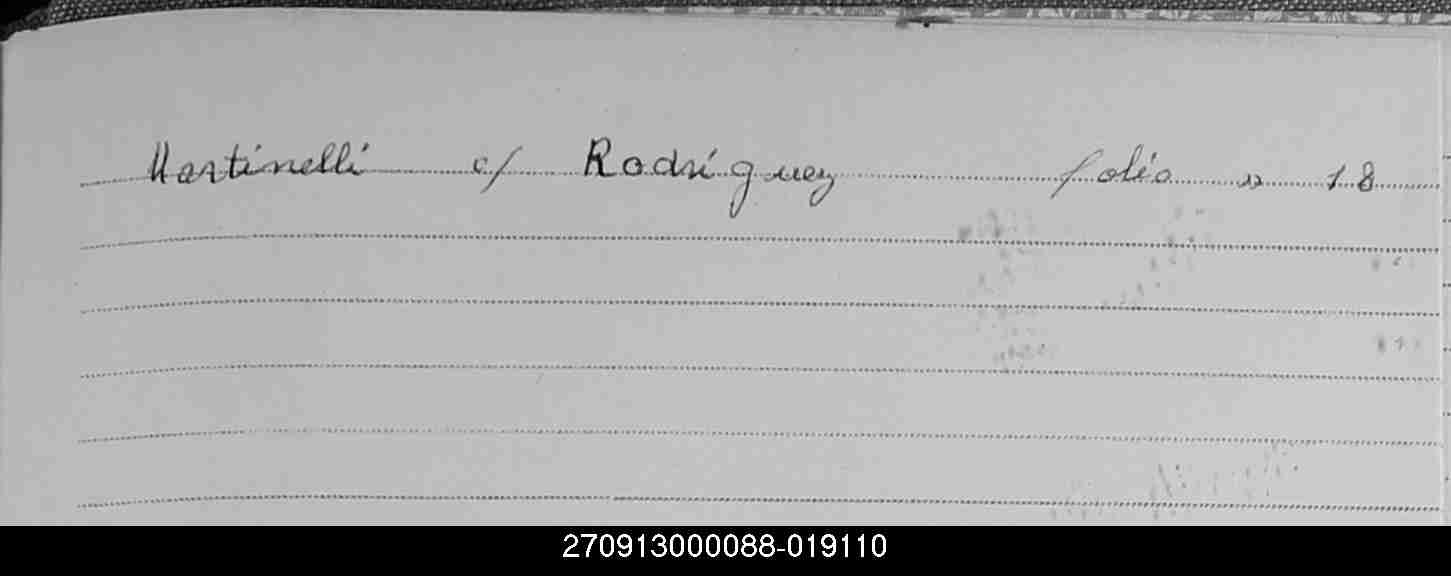 Martinelli c/ Rodríguez folio » 18
270913000088-019110